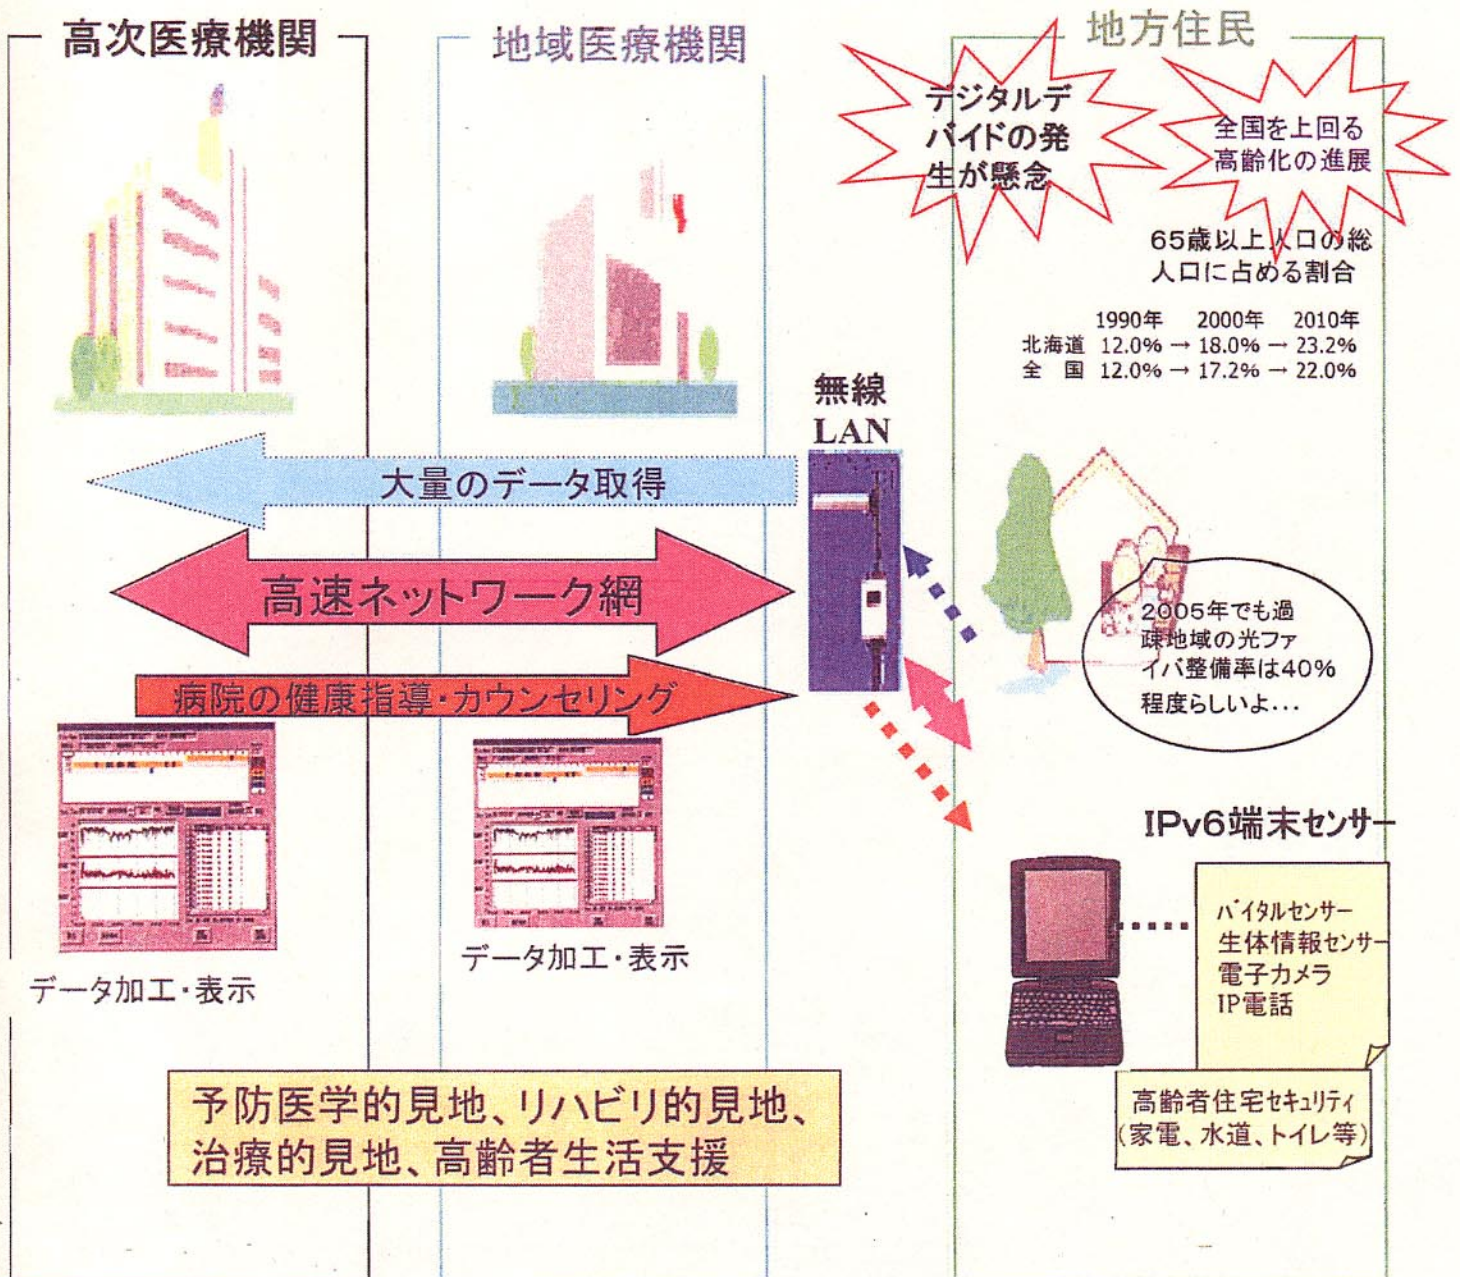 高次医療機関
地域医療機関
地方住民
デジタルデ
バイドの発
生が懸念
全国を上回る
高齢化の進展
65歳以上人口の総
人口に占める割合
1990年 2000年 2010年
北海道 12.0% → 18.0% → 23.2%
全 国 12.0% → 17.2% → 22.0%
無線
LAN
大量のデータ取得
高速ネットワーク網
病院の健康指導・カウンセリング
2005年でも過
疎地域の光ファ
イバ整備率は40%
程度らしいよ...
データ加工・表示
データ加工・表示
IPv6端末センサー
バイタルセンサー
生体情報センサー
電子カメラ
IP電話
高齢者住宅セキュリティ
(家電、水道、トイレ等)
予防医学的見地、リハビリ的見地、
治療的見地、高齢者生活支援